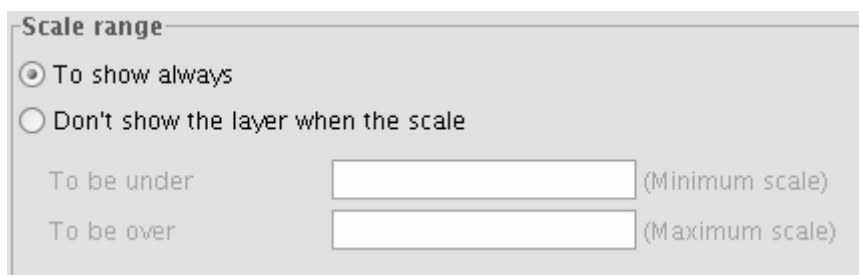 Scale range
To show always
Don't show the layer when the scale
To be under (Minimum scale)
To be over (Maximum scale)